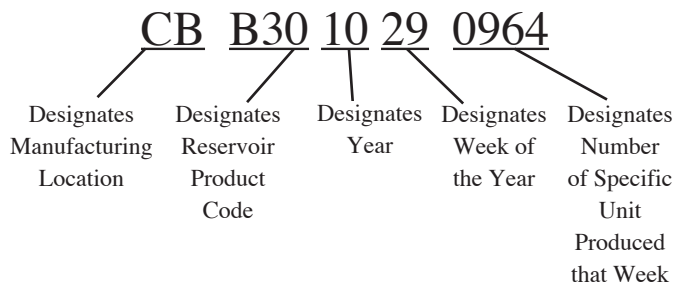 CB B30 10 29 0964
Designates
Manufacturing
Location
Designates
Reservoir
Product
Code
Designates
Year
Designates
Week of
the Year
Designates
Number
of Specific
Unit
Produced
that Week